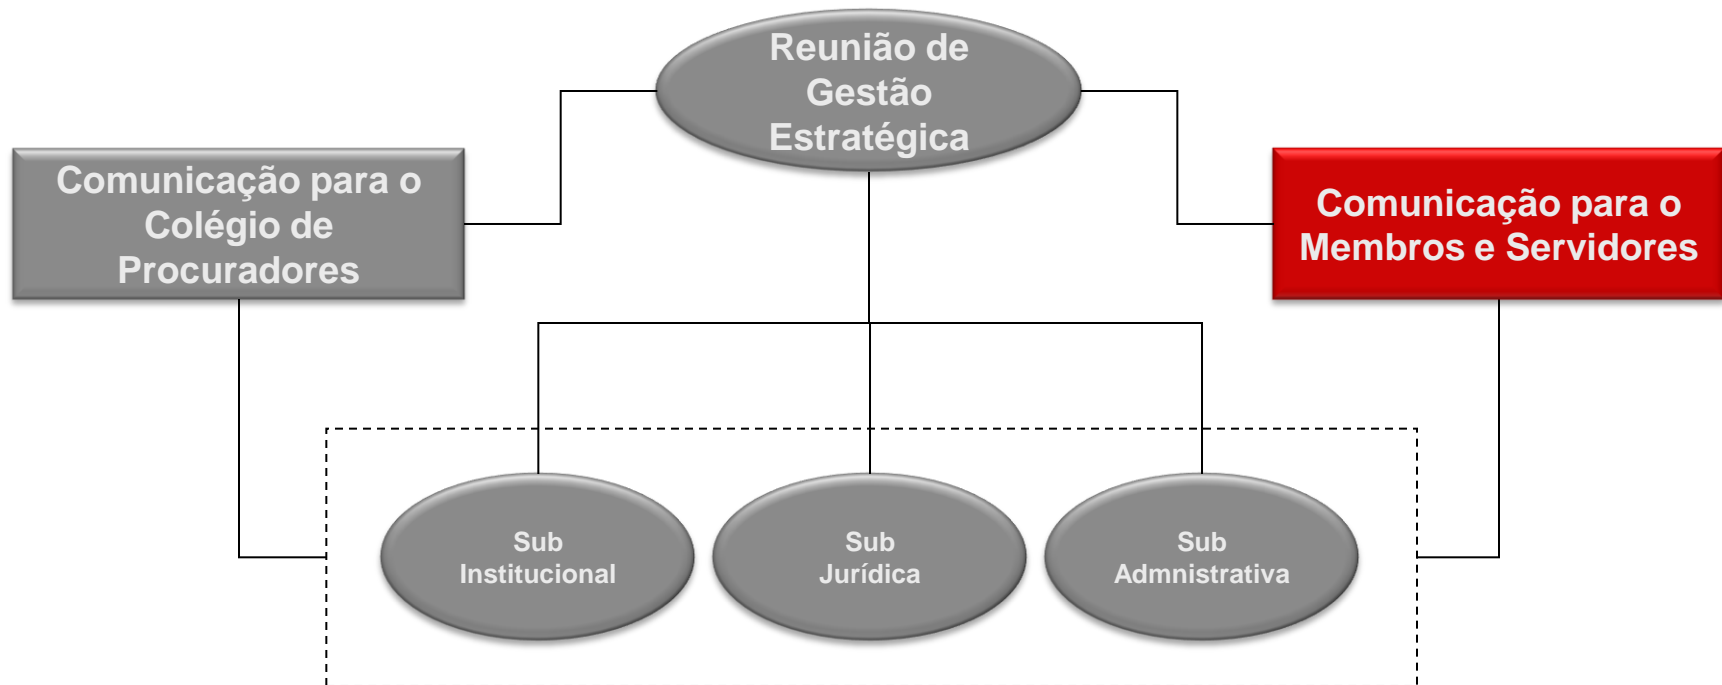 Reunião de
Gestão
Estratégica
Comunicação para o
Colégio de
Procuradores
Comunicação para o
Membros e Servidores
Sub
Institucional
Sub
Jurídica
Sub
Admnistrativa